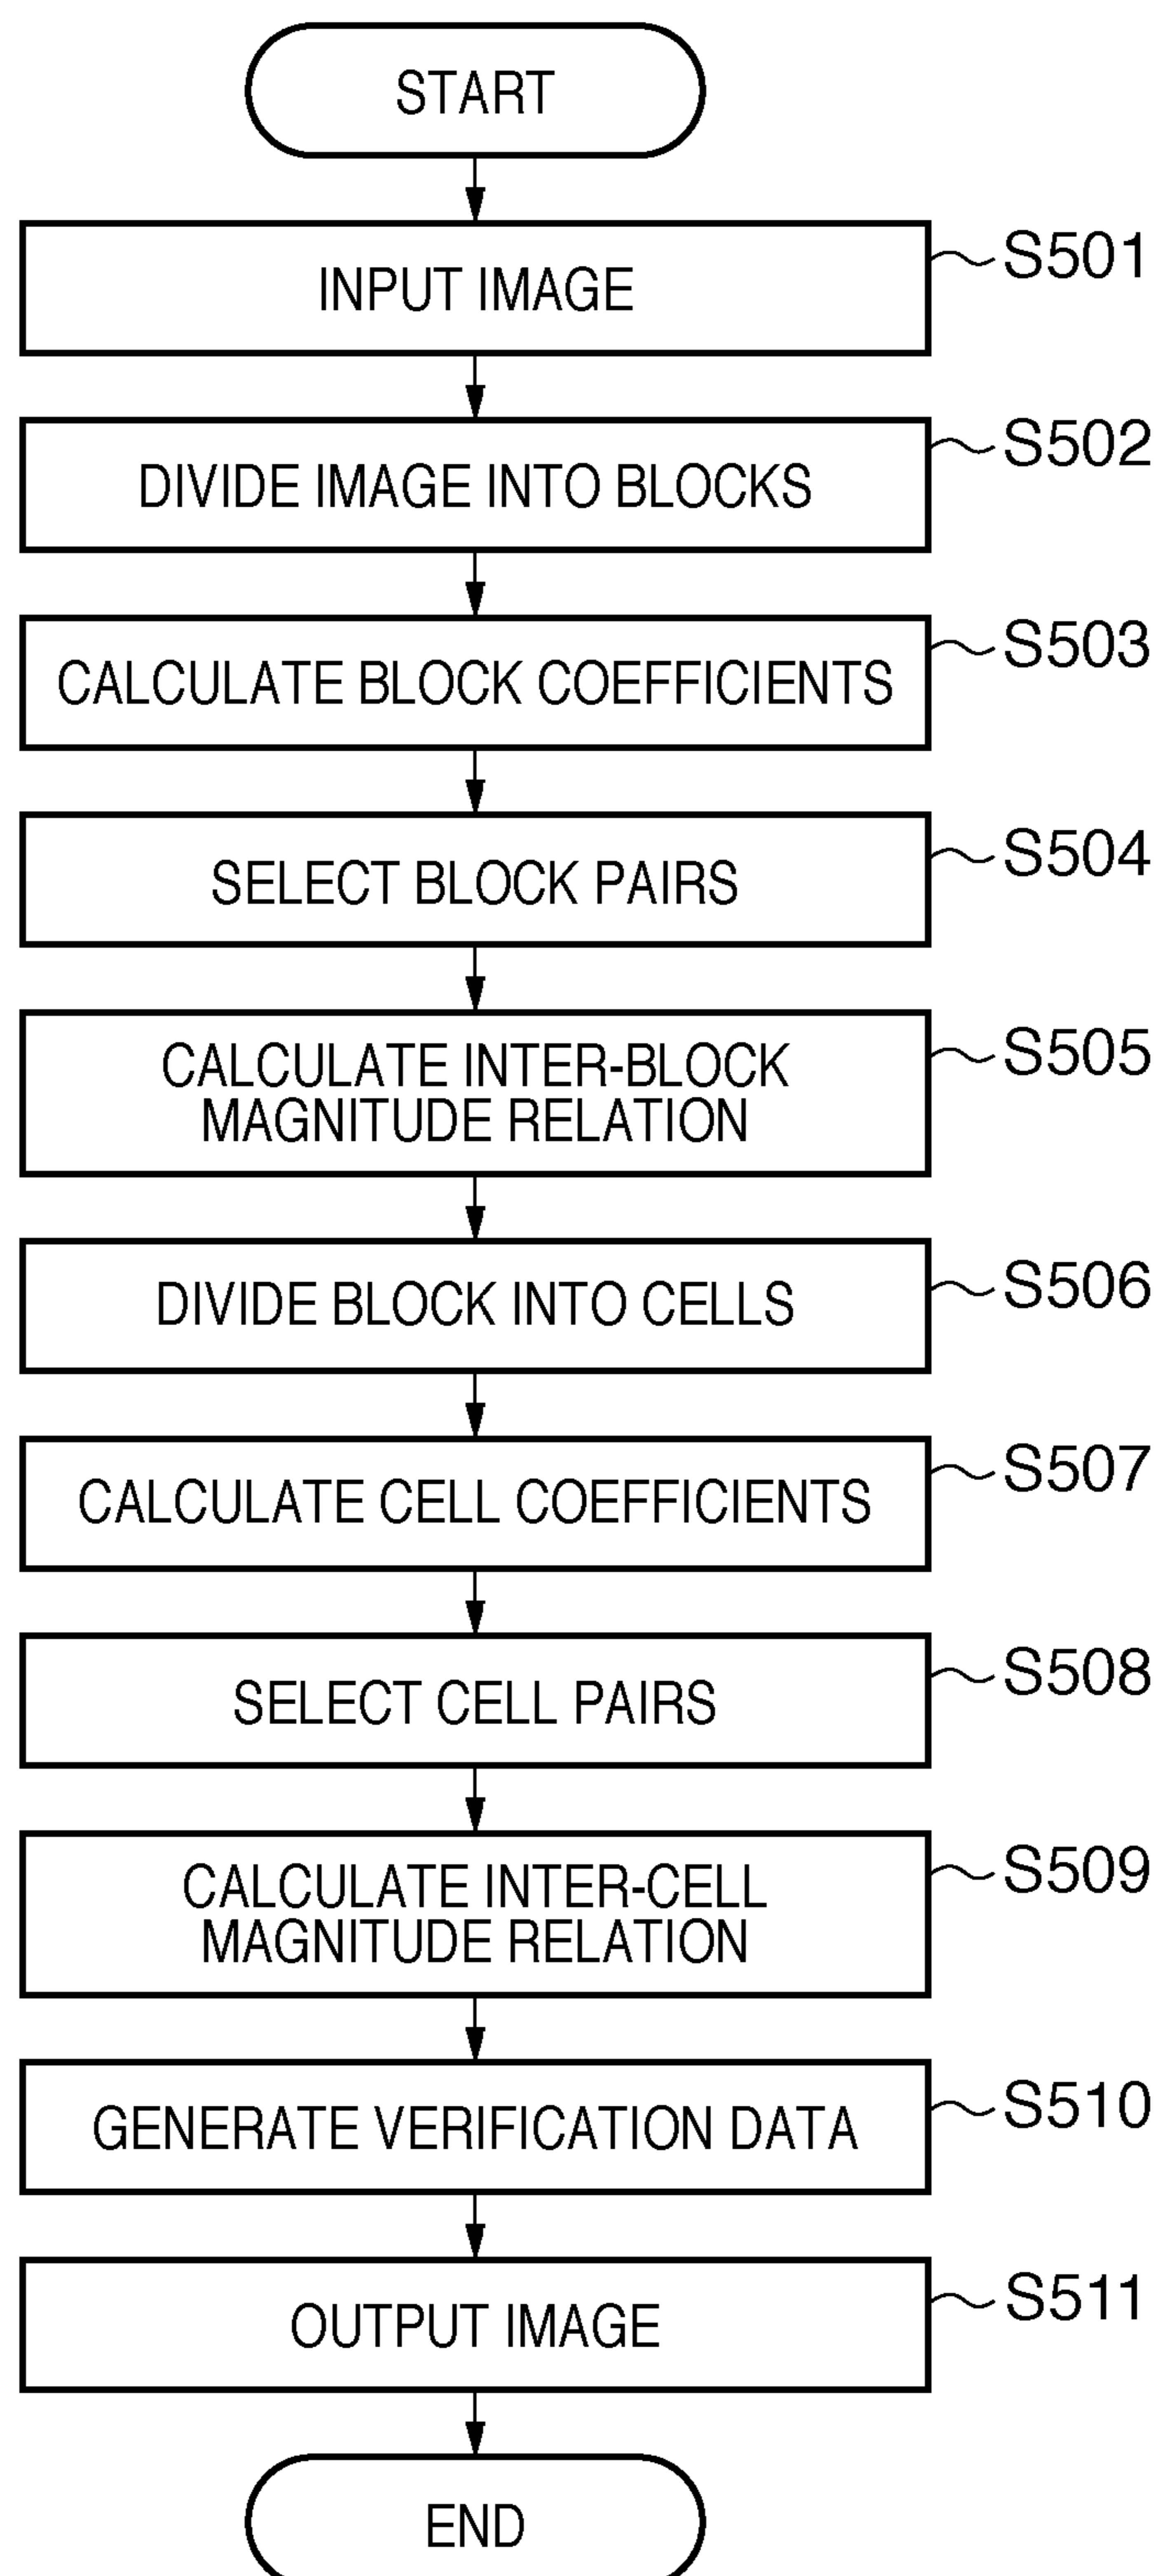 START
INPUT IMAGE
S501
DIVIDE IMAGE INTO BLOCKS
S502
CALCULATE BLOCK COEFFICIENTS
S503
SELECT BLOCK PAIRS
S504
CALCULATE INTER-BLOCK
MAGNITUDE RELATION
S505
DIVIDE BLOCK INTO CELLS
S506
CALCULATE CELL COEFFICIENTS
S507
SELECT CELL PAIRS
S508
CALCULATE INTER-CELL
MAGNITUDE RELATION
S509
GENERATE VERIFICATION DATA
S510
OUTPUT IMAGE
S511
END